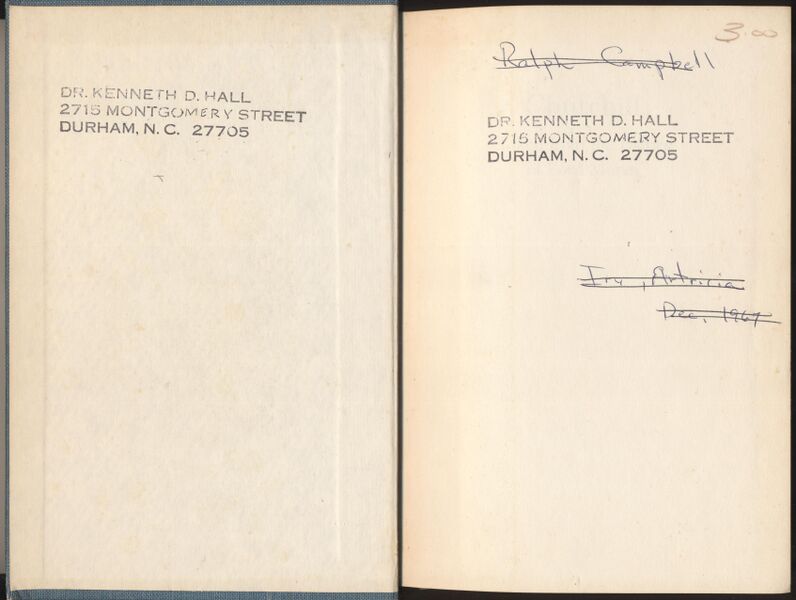 DR. KENNETH D. HALL
2715 MONTGOMERY STREET
DURHAM, N. C. 27705
3.00
Ralph Campbell
DR. KENNETH D. HALL
2715 MONTGOMERY STREET
DURHAM, N. C. 27705
Dec, 1967